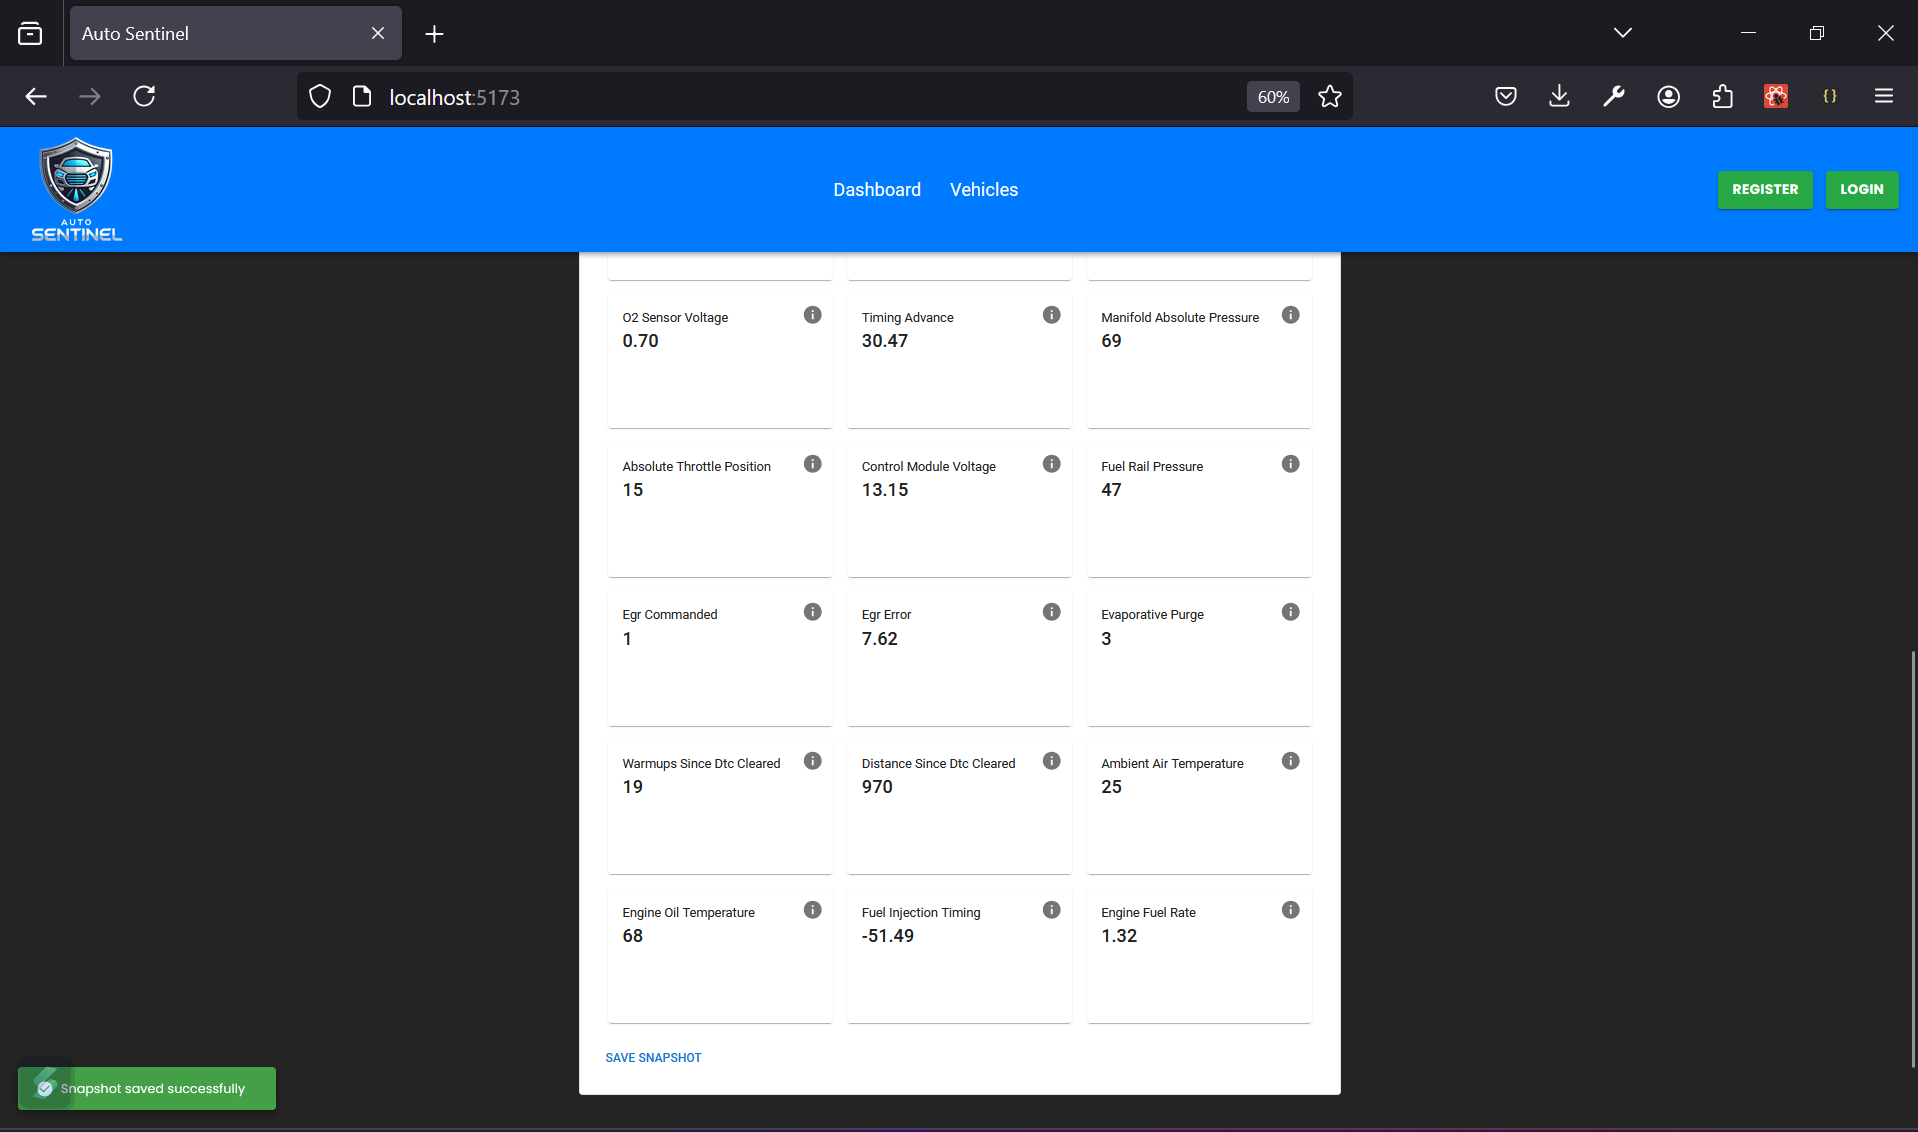 Auto Sentinel
localhost:5173
60%
AUTO
SENTINEL
Dashboard Vehicles
REGISTER LOGIN
O2 Sensor Voltage
0.70
Timing Advance
30.47
Manifold Absolute Pressure
69
Absolute Throttle Position
15
Control Module Voltage
13.15
Fuel Rail Pressure
47
Egr Commanded
1
Egr Error
7.62
Evaporative Purge
3
Warmups Since Dtc Cleared
19
Distance Since Dtc Cleared
970
Ambient Air Temperature
25
Engine Oil Temperature
68
Fuel Injection Timing
-51.49
Engine Fuel Rate
1.32
SAVE SNAPSHOT
Snapshot saved successfully